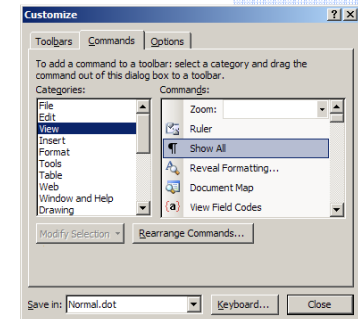 Customize
Toolbars Commands Options
To add a command to a toolbar: select a category and drag the
command out of this dialog box to a toolbar.
Categories: Commands:
File
Edit
View
Insert
Format
Tools
Table
Web
Window and Help
Drawing
Zoom:
Ruler
¶ Show All
Reveal Formatting...
Document Map
{a} View Field Codes
Modify Selection Rearrange Commands...
Save in: Normal.dot Keyboard... Close